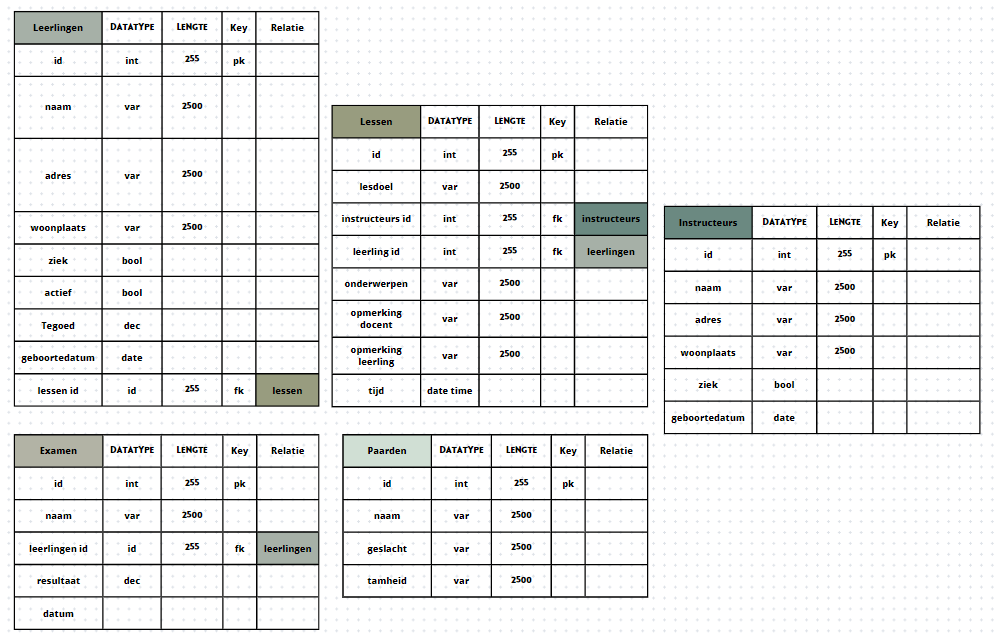 Leerlingen DATATYPE LENGTE Key Relatie
id int 255 pk
naam var 2500
adres var 2500
woonplaats var 2500
ziek bool
actief bool
Tegoed dec
geboortedatum date
lessen id id 255 fk lessen
Lessen DATATYPE LENGTE Key Relatie
id int 255 pk
lesdoel var 2500
instructeurs id int 255 fk instructeurs
leerling id int 255 fk leerlingen
onderwerpen var 2500
opmerking
docent var 2500
opmerking
leerling var 2500
tijd date time
Instructeurs DATATYPE LENGTE Key Relatie
id int 255 pk
naam var 2500
adres var 2500
woonplaats var 2500
ziek bool
geboortedatum date
Examen DATATYPE LENGTE Key Relatie
id int 255 pk
naam var 2500
leerlingen id id 255 fk leerlingen
resultaat dec
datum
Paarden DATATYPE LENGTE Key Relatie
id int 255 pk
naam var 2500
geslacht var 2500
tamheid var 2500